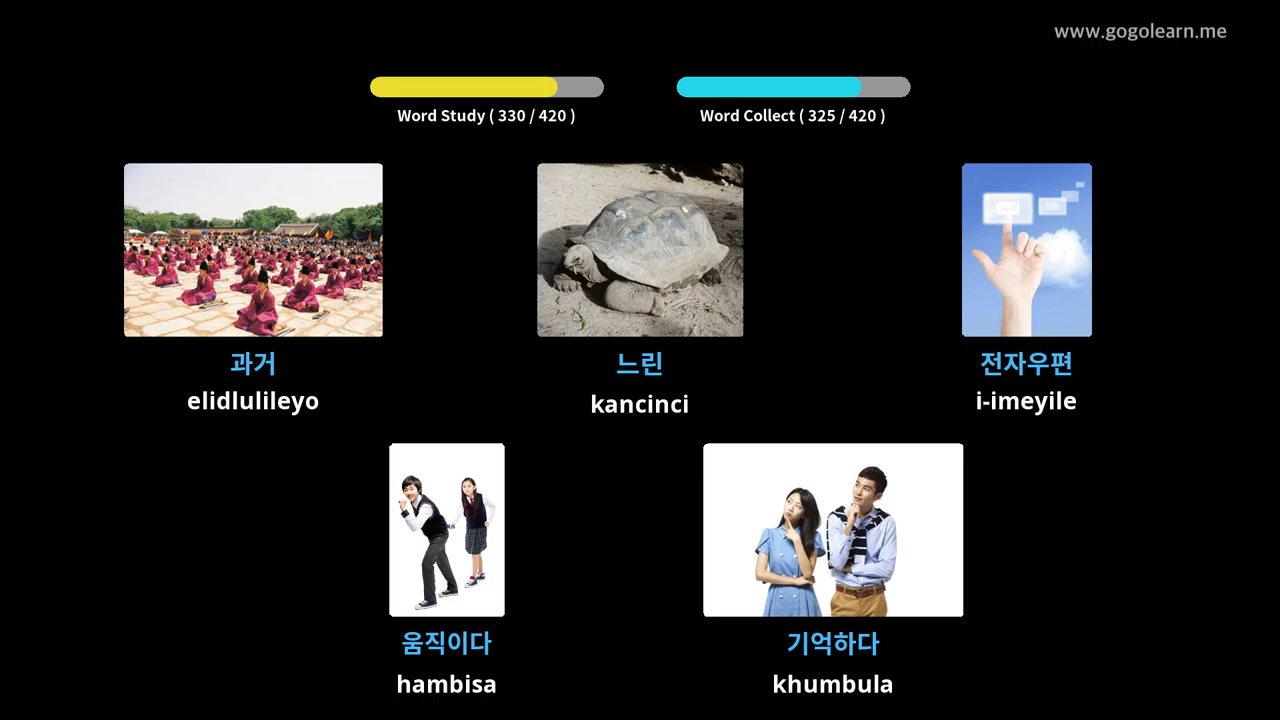 www.gogolearn.me
Word Study ( 330 / 420 )
Word Collect ( 325 / 420 )
과거
elidlulileyo
느린
kancinci
전자우편
i-imeyile
움직이다
hambisa
기억하다
khumbula